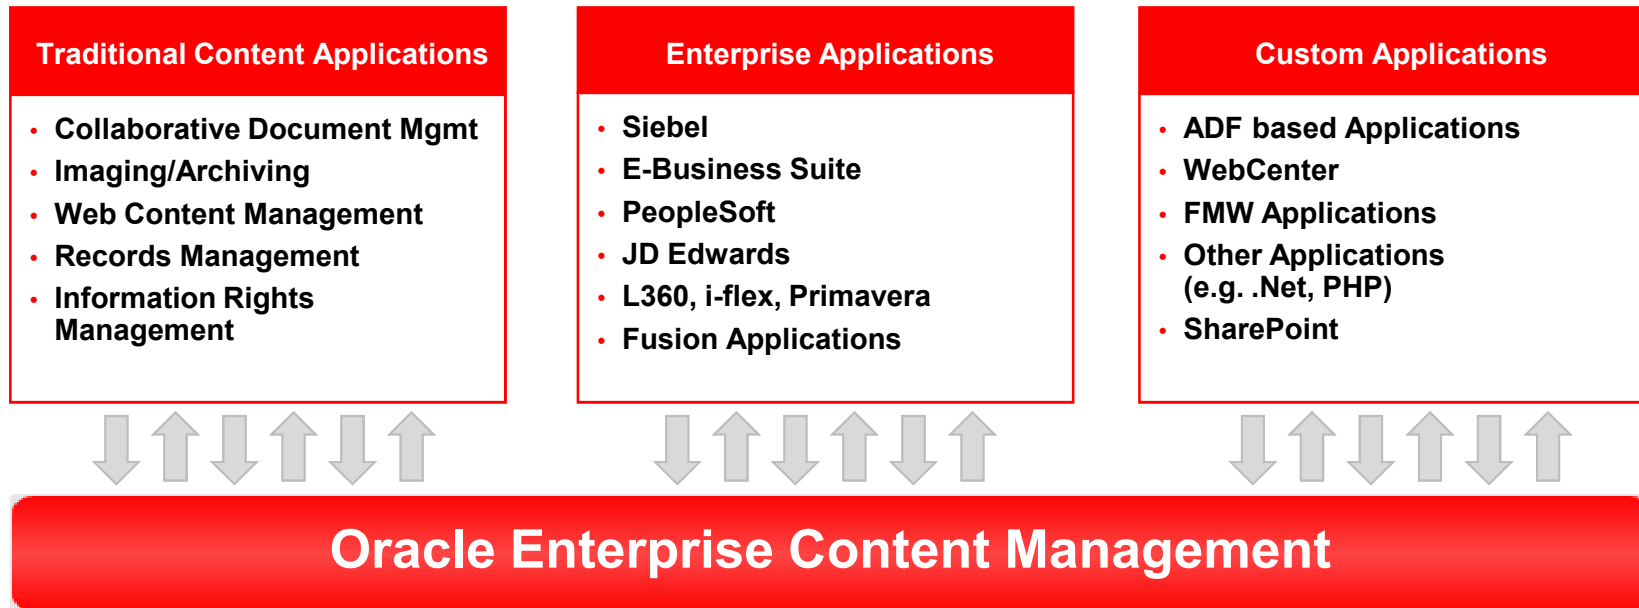 Traditional Content Applications
• Collaborative Document Mgmt
• Imaging/Archiving
• Web Content Management
• Records Management
• Information Rights
Management
Enterprise Applications
• Siebel
• E-Business Suite
• PeopleSoft
• JD Edwards
• L360, i-flex, Primavera
• Fusion Applications
Custom Applications
• ADF based Applications
• WebCenter
• FMW Applications
• Other Applications
(e.g. .Net, PHP)
• SharePoint
Oracle Enterprise Content Management